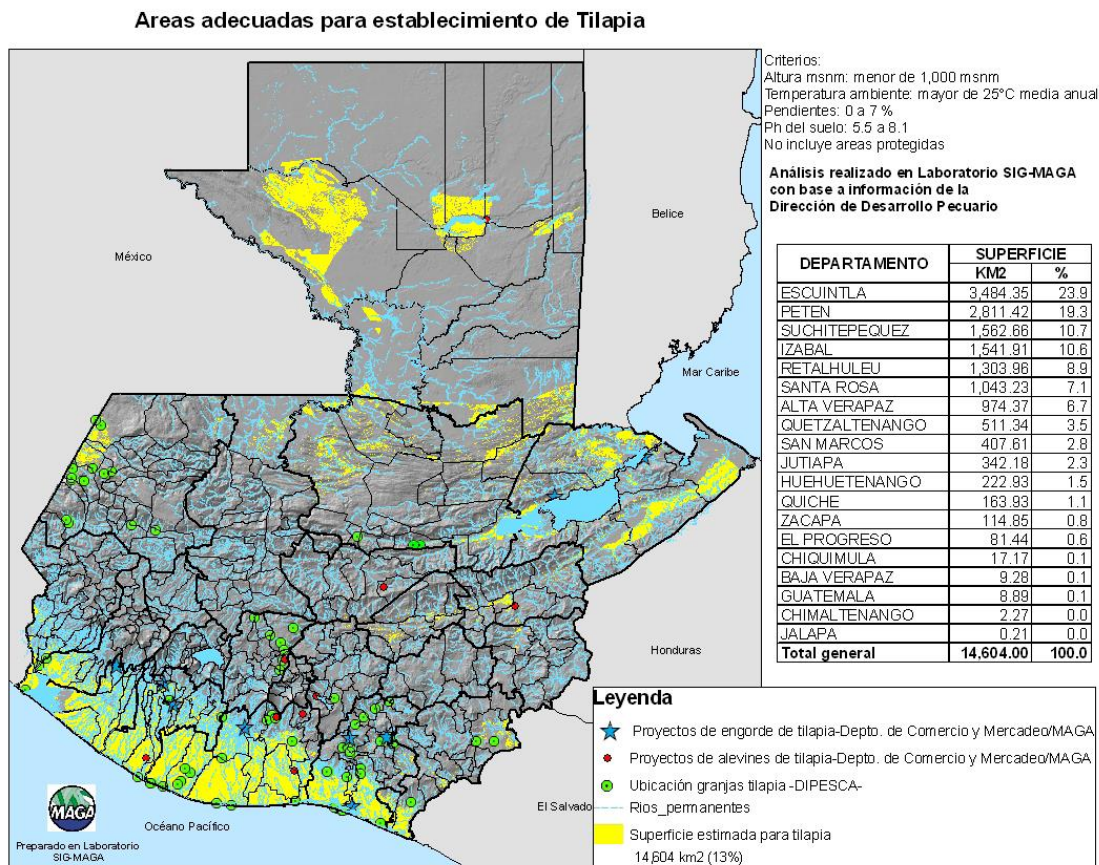 Areas adecuadas para establecimiento de Tilapia
Criterios:
Altura msnm: menor de 1,000 msnm
Temperatura ambiente: mayor de 25°C media anual
Pendientes: 0 a 7 %
Ph del suelo: 5.5 a 8.1
No incluye areas protegidas
Análisis realizado en Laboratorio SIG-MAGA
con base a información de la
Dirección de Desarrollo Pecuario
Belice
México
Mar Caribe
DEPARTAMENTO SUPERFICIE
KM2 %
ESCUINTLA 3,484.35 23.9
PETEN 2,811.42 19.3
SUCHITEPEQUEZ 1,562.66 10.7
IZABAL 1,541.91 10.6
RETALHULEU 1,303.96 8.9
SANTA ROSA 1,043.23 7.1
ALTA VERAPAZ 974.37 6.7
QUETZALTENANGO 511.34 3.5
SAN MARCOS 407.61 2.8
JUTIAPA 342.18 2.3
HUEHUETENANGO 222.93 1.5
QUICHE 163.93 1.1
ZACAPA 114.85 0.8
EL PROGRESO 81.44 0.6
CHIQUIMULA 17.17 0.1
BAJA VERAPAZ 9.28 0.1
GUATEMALA 8.89 0.1
CHIMALTENANGO 2.27 0.0
JALAPA 0.21 0.0
Total general 14,604.00 100.0
Honduras
El Salvador
Océano Pacífico
MAGA
Preparado en Laboratorio
SIG-MAGA
Leyenda
Proyectos de engorde de tilapia-Depto. de Comercio y Mercadeo/MAGA
Proyectos de alevines de tilapia-Depto. de Comercio y Mercadeo/MAGA
Ubicación granjas tilapia -DIPESCA-
Rios_permanentes
Superficie estimada para tilapia
14,604 km2 (13%)